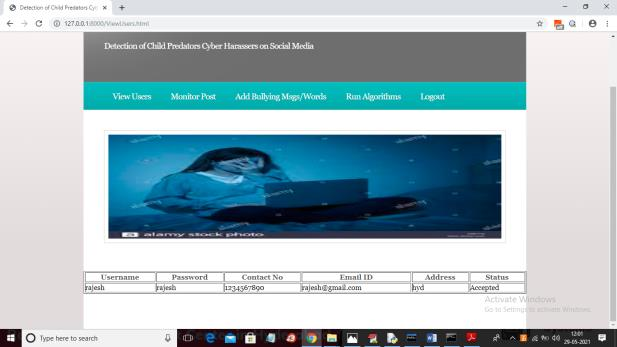 Detection of Child Predators Cyb
127.0.0.1:8000/ViewUsers.html
Detection of Child Predators Cyber Harassers on Social Media
View Users Monitor Post Add Bullying Msgs/Words Run Algorithms Logout
alamy
alamy stock photo
Username Password Contact No Email ID Address Status
rajesh rajesh 1234567890 rajesh@gmail.com hyd Accepted
Activate Windows
Go to Settings to activate Windows.
Type here to search
12:01
29-05-2021